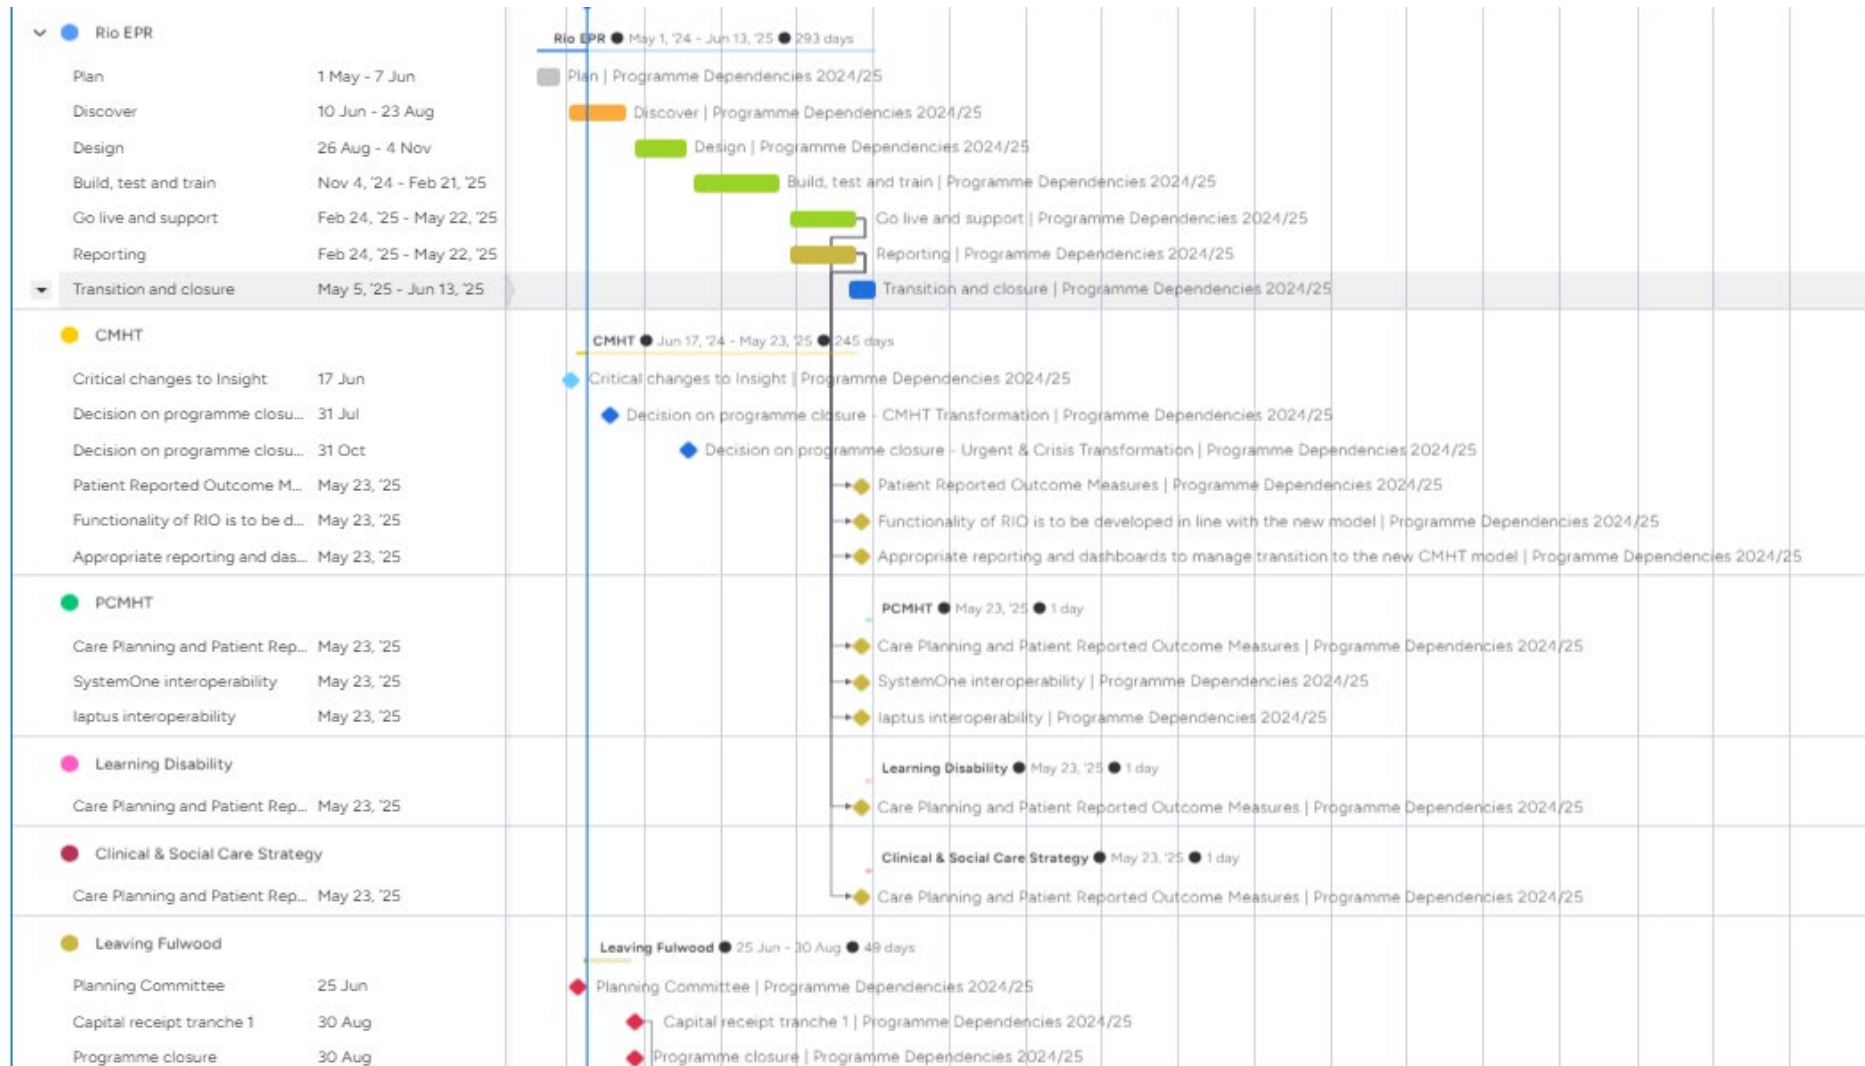 Rio EPR
Rio EPR ● May 1, '24 - Jun 13, '25 ● 293 days
Plan 1 May - 7 Jun Plan | Programme Dependencies 2024/25
Discover 10 Jun - 23 Aug Discover | Programme Dependencies 2024/25
Design 26 Aug - 4 Nov Design | Programme Dependencies 2024/25
Build, test and train Nov 4, '24 - Feb 21, '25 Build, test and train | Programme Dependencies 2024/25
Go live and support Feb 24, '25 - May 22, '25 Go live and support | Programme Dependencies 2024/25
Reporting Feb 24, '25 - May 22, '25 Reporting | Programme Dependencies 2024/25
Transition and closure May 5, '25 - Jun 13, '25 Transition and closure | Programme Dependencies 2024/25
CMHT
CMHT ● Jun 17, '24 - May 23, '25 ● 245 days
Critical changes to Insight 17 Jun Critical changes to Insight | Programme Dependencies 2024/25
Decision on programme closu... 31 Jul Decision on programme closure - CMHT Transformation | Programme Dependencies 2024/25
Decision on programme closu... 31 Oct Decision on programme closure - Urgent & Crisis Transformation | Programme Dependencies 2024/25
Patient Reported Outcome M... May 23, '25 Patient Reported Outcome Measures | Programme Dependencies 2024/25
Functionality of RIO is to be d... May 23, '25 Functionality of RIO is to be developed in line with the new model | Programme Dependencies 2024/25
Appropriate reporting and das... May 23, '25 Appropriate reporting and dashboards to manage transition to the new CMHT model | Programme Dependencies 2024/25
PCMHT
PCMHT ● May 23, '25 ● 1 day
Care Planning and Patient Rep... May 23, '25 Care Planning and Patient Reported Outcome Measures | Programme Dependencies 2024/25
SystemOne interoperability May 23, '25 SystemOne interoperability | Programme Dependencies 2024/25
Iaptus interoperability May 23, '25 Iaptus interoperability | Programme Dependencies 2024/25
Learning Disability
Learning Disability ● May 23, '25 ● 1 day
Care Planning and Patient Rep... May 23, '25 Care Planning and Patient Reported Outcome Measures | Programme Dependencies 2024/25
Clinical & Social Care Strategy
Clinical & Social Care Strategy ● May 23, '25 ● 1 day
Care Planning and Patient Rep... May 23, '25 Care Planning and Patient Reported Outcome Measures | Programme Dependencies 2024/25
Leaving Fulwood
Leaving Fulwood ● 25 Jun - 30 Aug ● 49 days
Planning Committee 25 Jun Planning Committee | Programme Dependencies 2024/25
Capital receipt tranche 1 30 Aug Capital receipt tranche 1 | Programme Dependencies 2024/25
Programme closure 30 Aug Programme closure | Programme Dependencies 2024/25